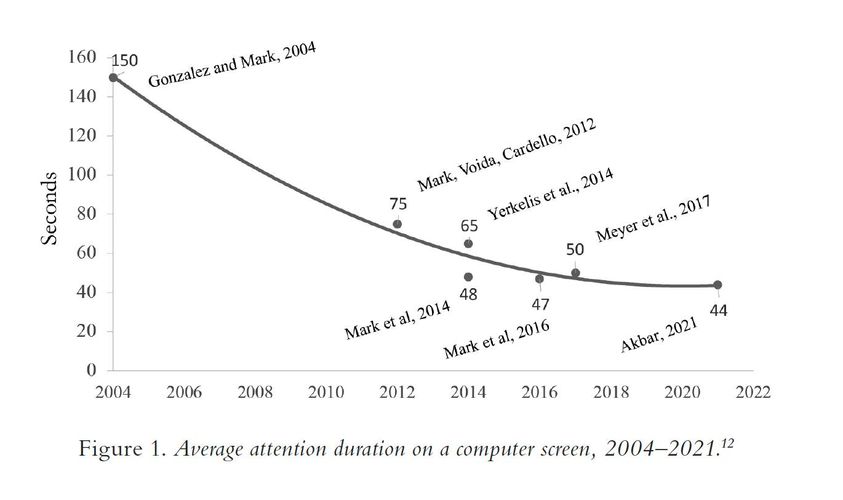 160
150
Gonzalez and Mark, 2004
140
120
Mark, Voida, Cardello, 2012
100
Yerkelis et al., 2014
75
80
65
Meyer et al., 2017
50
60
Seconds
40
48
47
44
Mark et al, 2014
Mark et al, 2016
Akbar, 2021
20
0
2004 2006 2008 2010 2012 2014 2016 2018 2020 2022
Figure 1. Average attention duration on a computer screen, 2004–2021.12